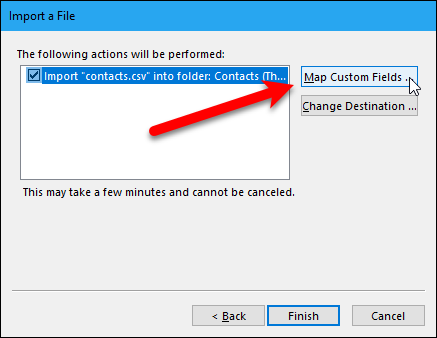 Import a File
The following actions will be performed:
Import "contacts.csv" into folder: Contacts (Th...
Map Custom Fields ...
Change Destination ...
This may take a few minutes and cannot be canceled.
< Back
Finish
Cancel